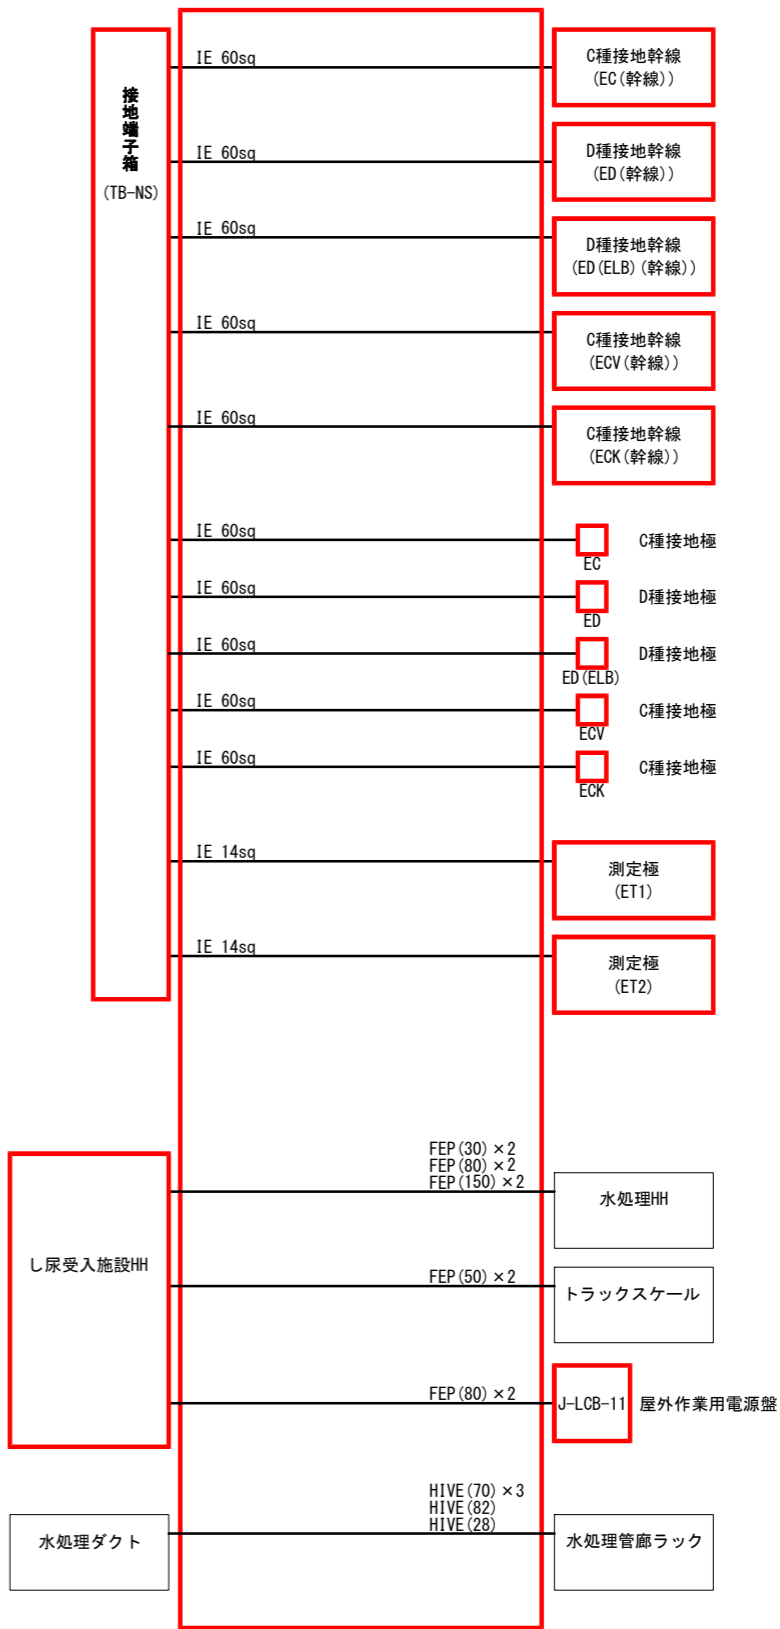 接地端子箱
(TB-NS)
IE 60sq
C種接地幹線
(EC(幹線))
IE 60sq
D種接地幹線
(ED(幹線))
IE 60sq
D種接地幹線
(ED(ELB)(幹線))
IE 60sq
C種接地幹線
(ECV(幹線))
IE 60sq
C種接地幹線
(ECK(幹線))
IE 60sq
C種接地極
EC
IE 60sq
D種接地極
ED
IE 60sq
D種接地極
ED(ELB)
IE 60sq
C種接地極
ECV
IE 60sq
C種接地極
ECK
IE 14sq
測定極
(ET1)
IE 14sq
測定極
(ET2)
し尿受入施設HH
FEP(30)×2
FEP(80)×2
FEP(150)×2
水処理HH
FEP(50)×2
トラックスケール
FEP(80)×2
J-LCB-11
屋外作業用電源盤
水処理ダクト
HIVE(70)×3
HIVE(82)
HIVE(28)
水処理管廊ラック